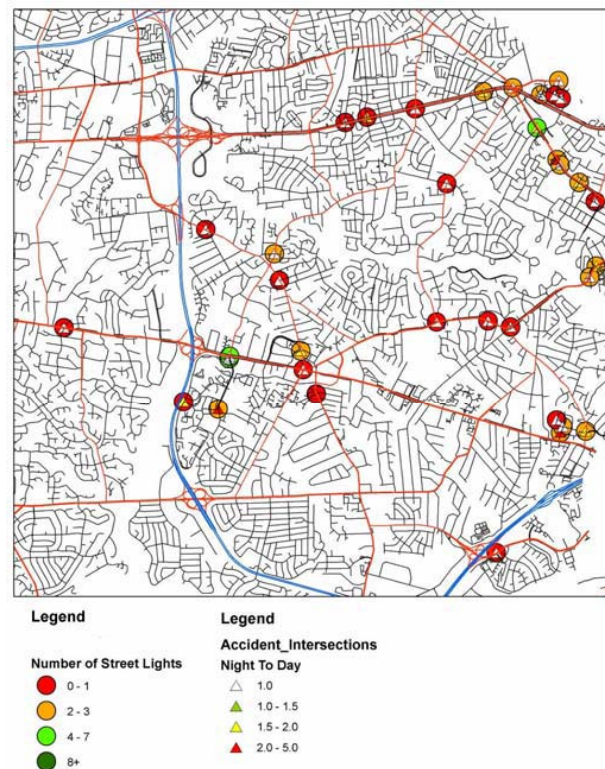 Legend
Number of Street Lights
0 - 1
2 - 3
4 - 7
8+
Legend
Accident_Intersections
Night To Day
1.0
1.0 - 1.5
1.5 - 2.0
2.0 - 5.0